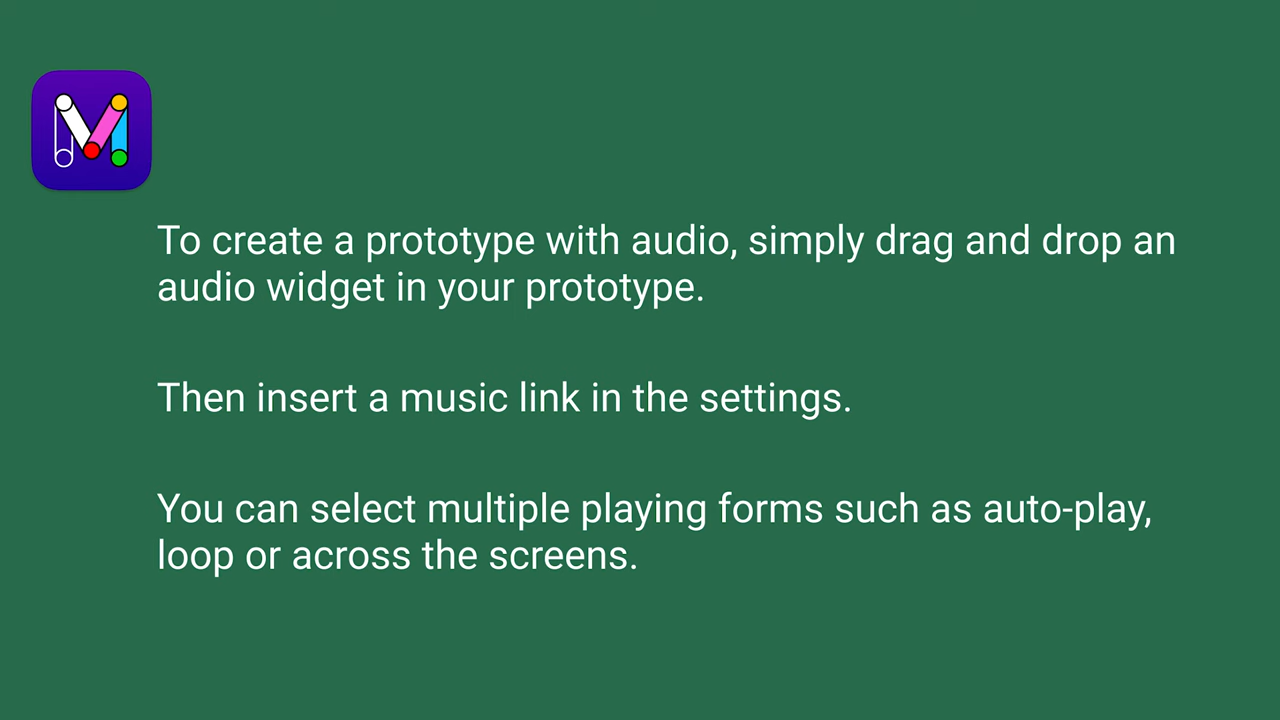 To create a prototype with audio, simply drag and drop an
audio widget in your prototype.
Then insert a music link in the settings.
You can select multiple playing forms such as auto-play,
loop or across the screens.